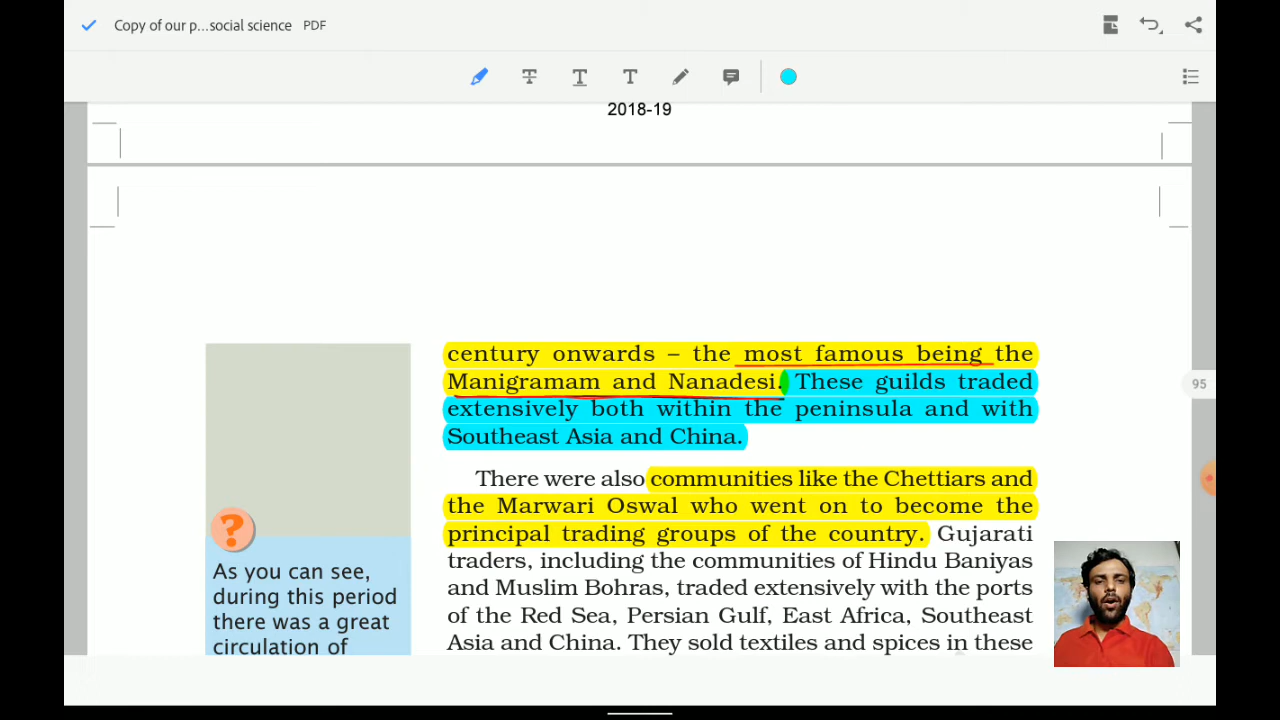 Copy of our p...social science PDF
2018-19
century onwards – the most famous being the
Manigramam and Nanadesi. These guilds traded
extensively both within the peninsula and with
Southeast Asia and China.
There were also communities like the Chettiars and
the Marwari Oswal who went on to become the
principal trading groups of the country. Gujarati
traders, including the communities of Hindu Baniyas
and Muslim Bohras, traded extensively with the ports
of the Red Sea, Persian Gulf, East Africa, Southeast
Asia and China. They sold textiles and spices in these
?
As you can see,
during this period
there was a great
circulation of
95